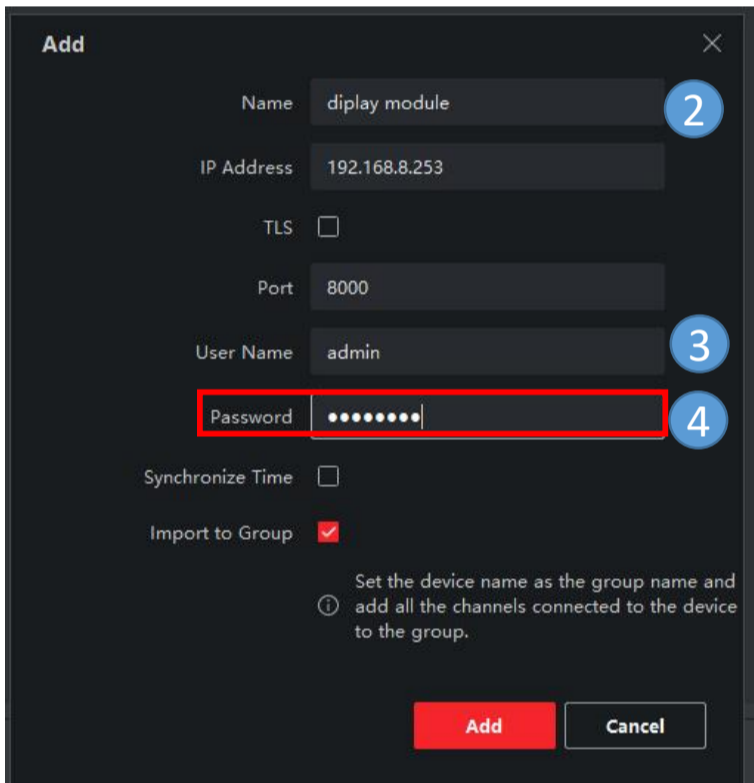 Add
Name diplay module 2
IP Address 192.168.8.253
TLS
Port 8000
User Name admin 3
Password ●●●●●●●● 4
Synchronize Time
Import to Group
Set the device name as the group name and
add all the channels connected to the device
to the group.
Add Cancel